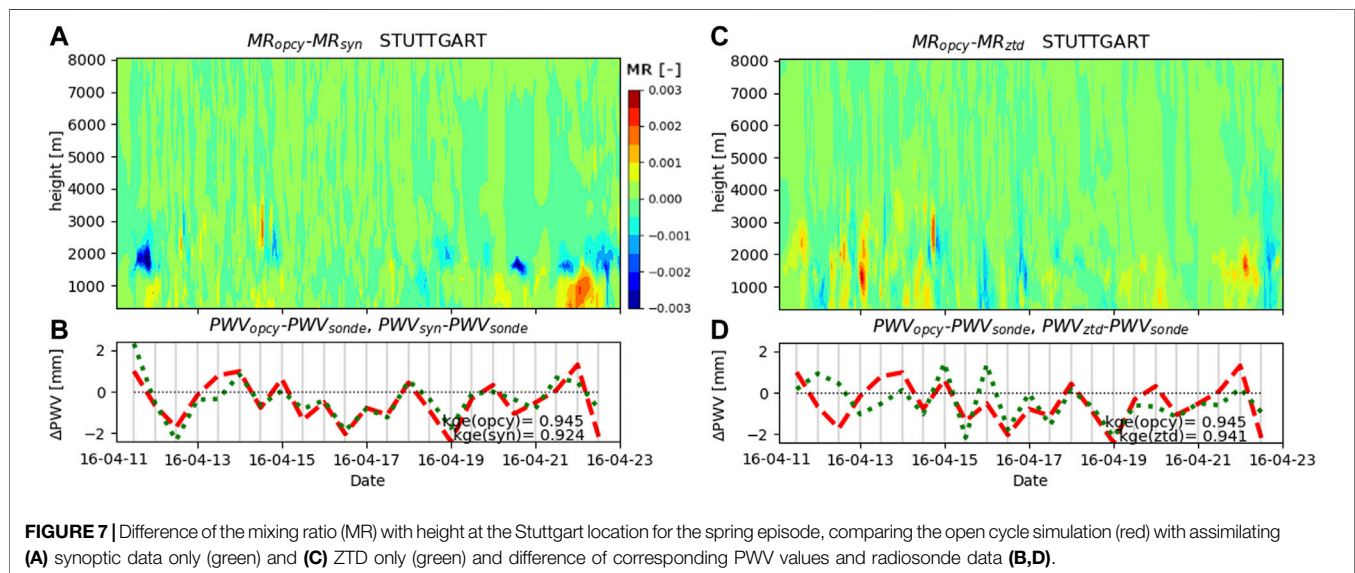 A
MR_opcy-MR_syn STUTTGART
MR [-]
height [m]
8000
7000
6000
5000
4000
3000
2000
1000
0.003
0.002
0.001
0.000
−0.001
−0.002
−0.003
B
PWV_opcy-PWV_sonde, PWV_syn-PWV_sonde
ΔPWV [mm]
2
0
−2
kge(opcy)= 0.945
kge(syn)= 0.924
16-04-11 16-04-13 16-04-15 16-04-17 16-04-19 16-04-21 16-04-23
Date
C
MR_opcy-MR_ztd STUTTGART
height [m]
8000
7000
6000
5000
4000
3000
2000
1000
D
PWV_opcy-PWV_sonde, PWV_ztd-PWV_sonde
ΔPWV [mm]
2
0
−2
kge(opcy)= 0.945
kge(ztd)= 0.941
16-04-11 16-04-13 16-04-15 16-04-17 16-04-19 16-04-21 16-04-23
Date
FIGURE 7 | Difference of the mixing ratio (MR) with height at the Stuttgart location for the spring episode, comparing the open cycle simulation (red) with assimilating
(A) synoptic data only (green) and (C) ZTD only (green) and difference of corresponding PWV values and radiosonde data (B,D).